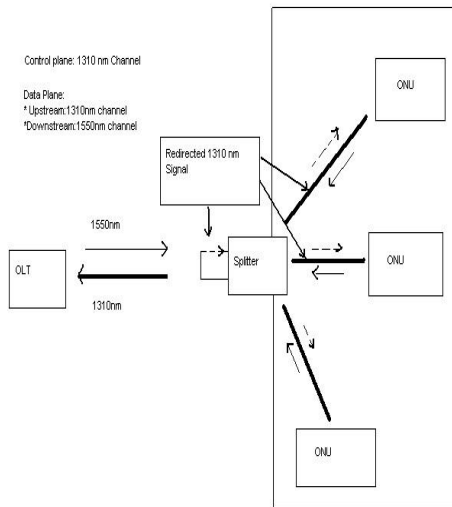 Control plane: 1310 nm Channel
Data Plane:
* Upstream:1310nm channel
*Downstream:1550nm channel
Redirected 1310 nm
Signal
ONU
1550nm
OLT
1310nm
Splitter
ONU
ONU